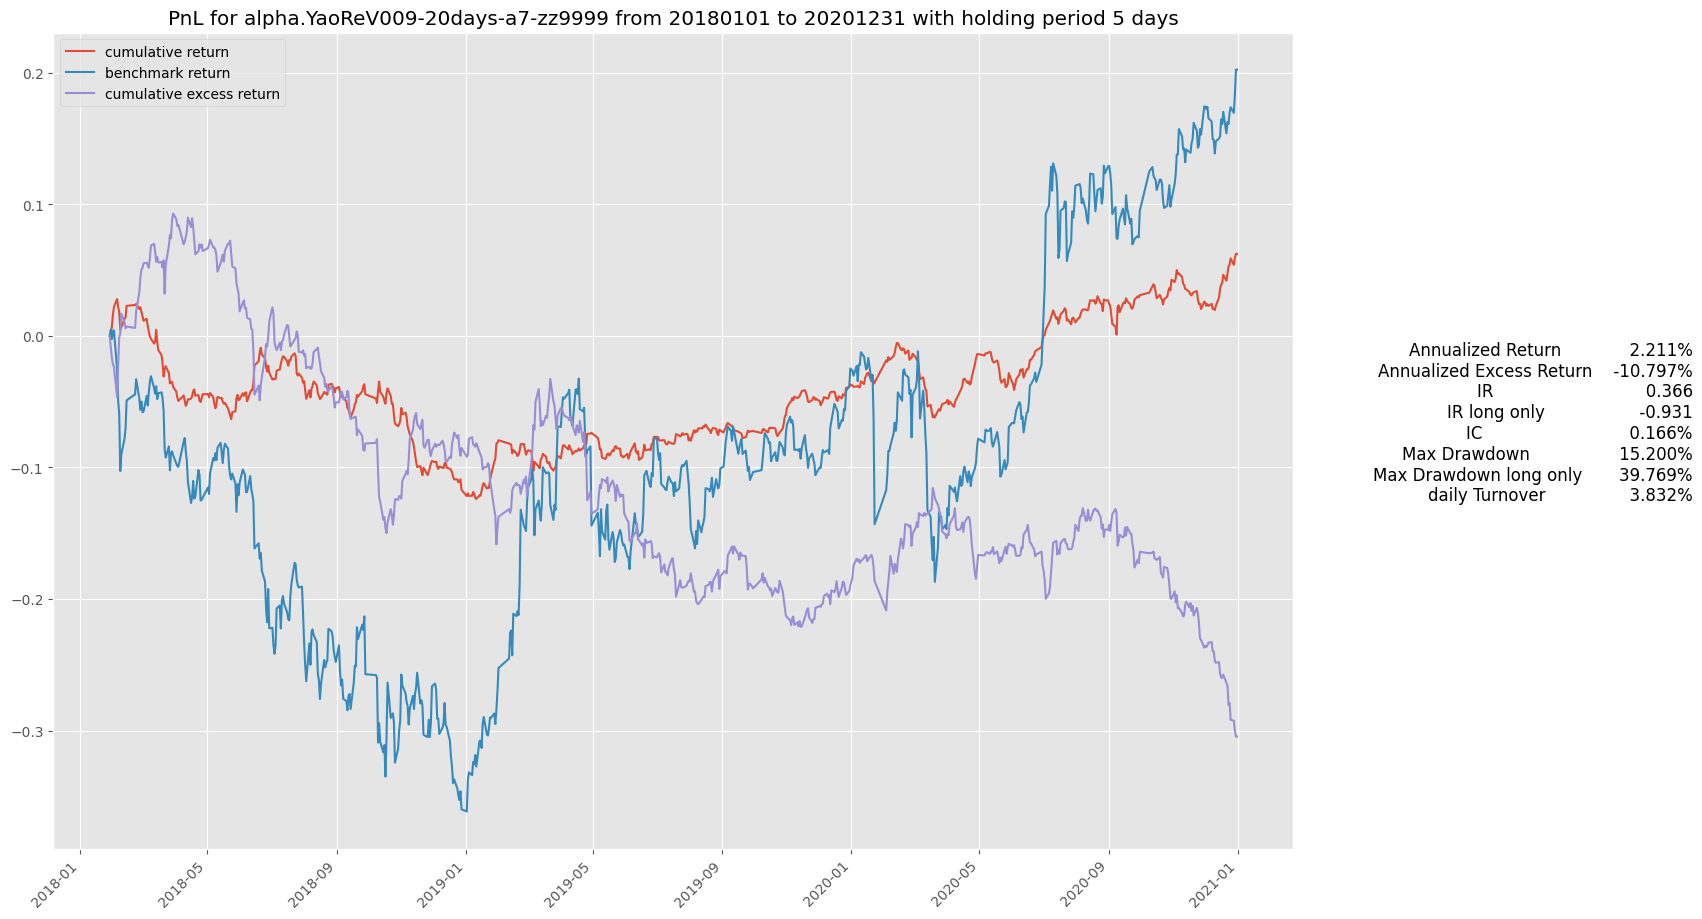 PnL for alpha.YaoReV009-20days-a7-zz9999 from 20180101 to 20201231 with holding period 5 days
cumulative return
benchmark return
cumulative excess return
0.2
0.1
0.0
−0.1
−0.2
−0.3
2018-01
2018-05
2018-09
2019-01
2019-05
2019-09
2020-01
2020-05
2020-09
2021-01
Annualized Return 2.211%
Annualized Excess Return -10.797%
IR 0.366
IR long only -0.931
IC 0.166%
Max Drawdown 15.200%
Max Drawdown long only 39.769%
daily Turnover 3.832%